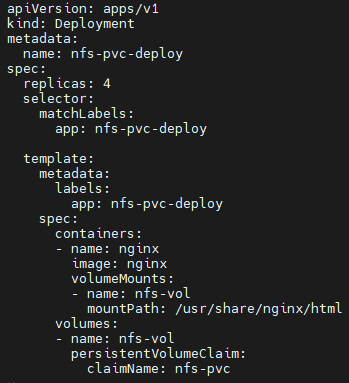 apiVersion: apps/v1
kind: Deployment
metadata:
  name: nfs-pvc-deploy
spec:
  replicas: 4
  selector:
    matchLabels:
      app: nfs-pvc-deploy

  template:
    metadata:
      labels:
        app: nfs-pvc-deploy
    spec:
      containers:
      - name: nginx
        image: nginx
        volumeMounts:
        - name: nfs-vol
          mountPath: /usr/share/nginx/html
      volumes:
      - name: nfs-vol
        persistentVolumeClaim:
          claimName: nfs-pvc